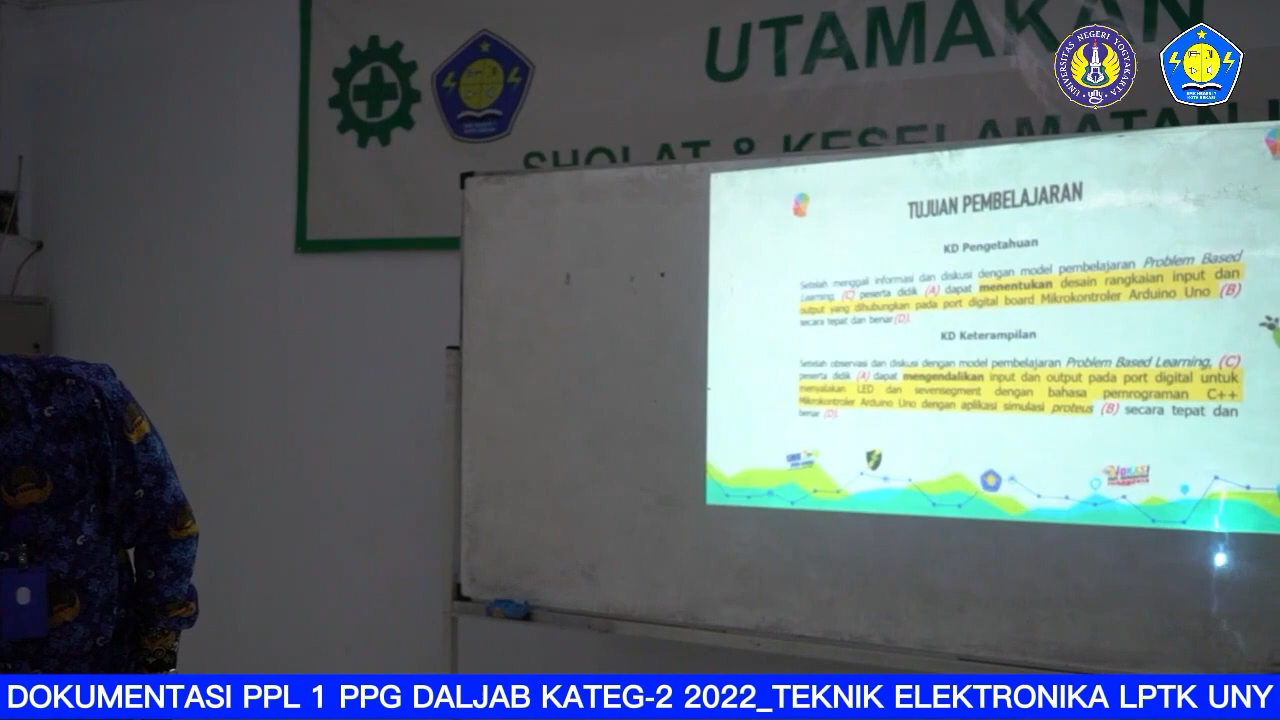 UTAMAKAN
SHOLAT & KESELAMATAN
UNIVERSITAS NEGERI YOGYAKARTA
TUJUAN PEMBELAJARAN
KD Pengetahuan
Setelah menggali informasi dan diskusi dengan model pembelajaran Problem Based
Learning, (C) peserta didik (A) dapat menentukan desain rangkaian input dan
output yang dihubungkan pada port digital board Mikrokontroler Arduino Uno (B)
secara tepat dan benar (D).
KD Keterampilan
Setelah observasi dan diskusi dengan model pembelajaran Problem Based Learning, (C)
peserta didik (A) dapat mengendalikan input dan output pada port digital untuk
menyalakan LED dan sevensegment dengan bahasa pemrograman C++
Mikrokontroler Arduino Uno dengan aplikasi simulasi proteus (B) secara tepat dan
benar (D).
DOKUMENTASI PPL 1 PPG DALJAB KATEG-2 2022_TEKNIK ELEKTRONIKA LPTK UNY